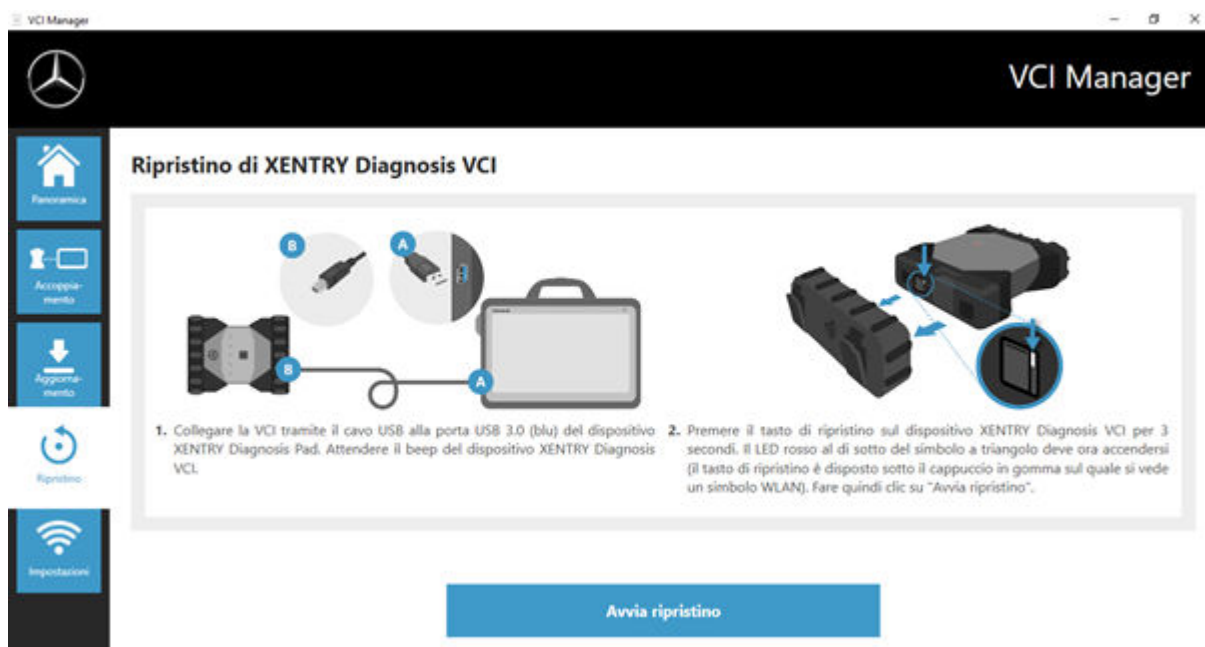 VCI Manager
VCI Manager
Panoramica
Accoppia-
mento
Aggiorna-
mento
Ripristino
Impostazioni
Ripristino di XENTRY Diagnosis VCI
B
A
B
A
1. Collegare la VCI tramite il cavo USB alla porta USB 3.0 (blu) del dispositivo
XENTRY Diagnosis Pad. Attendere il beep del dispositivo XENTRY Diagnosis
VCI.
2. Premere il tasto di ripristino sul dispositivo XENTRY Diagnosis VCI per 3
secondi. Il LED rosso al di sotto del simbolo a triangolo deve ora accendersi
(il tasto di ripristino è disposto sotto il cappuccio in gomma sul quale si vede
un simbolo WLAN). Fare quindi clic su "Avvia ripristino".
Avvia ripristino